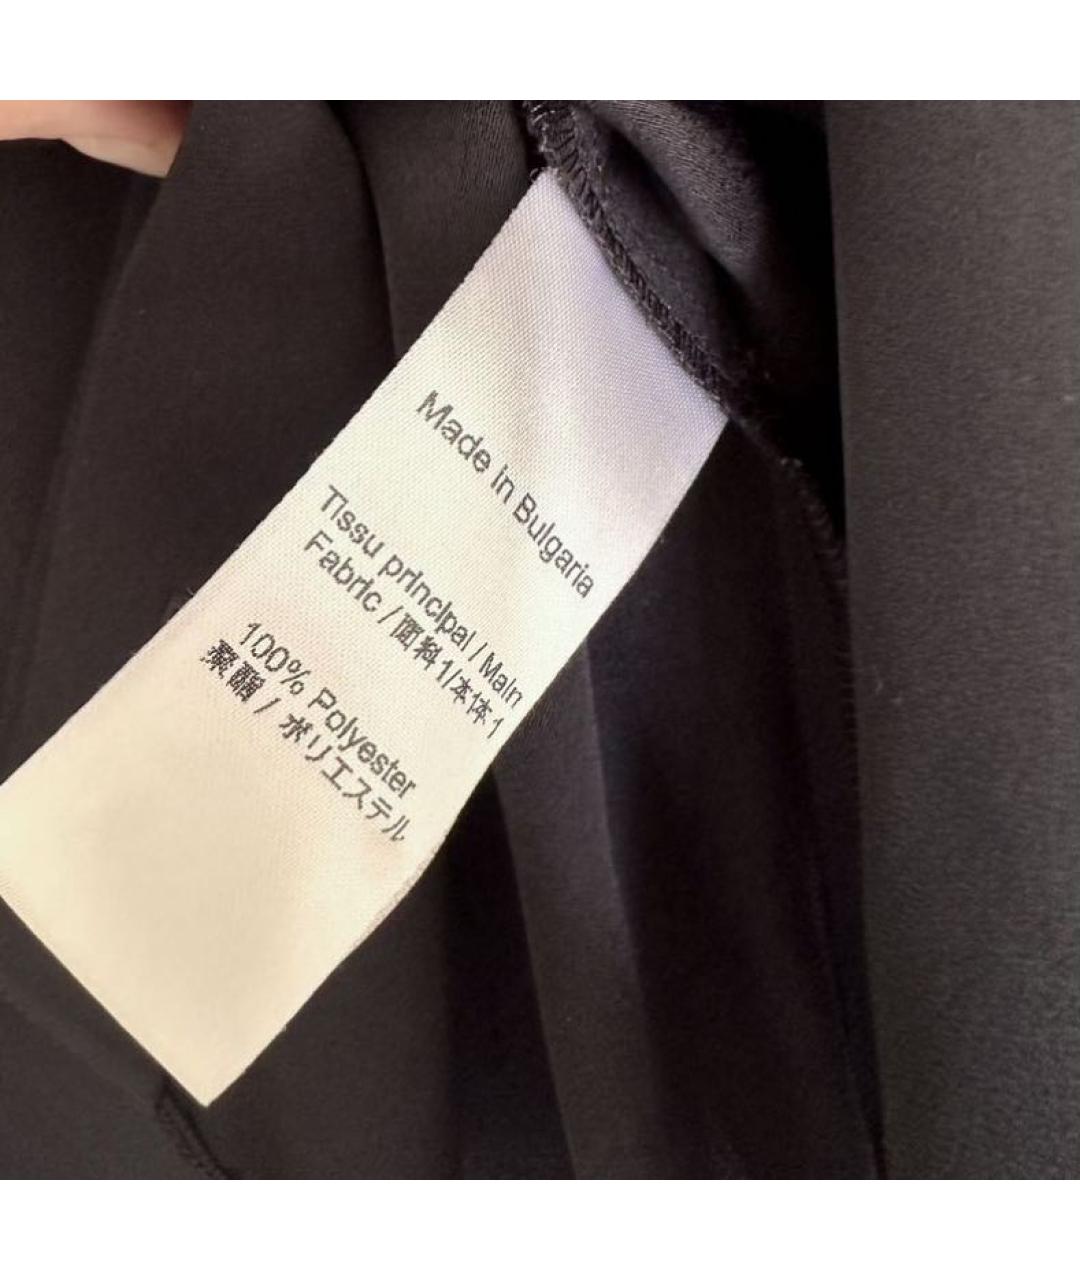 Made in Bulgaria
Tissu principal / Main
Fabric / 面料1/本体1
100% Polyester
聚酯 / ポリエステル